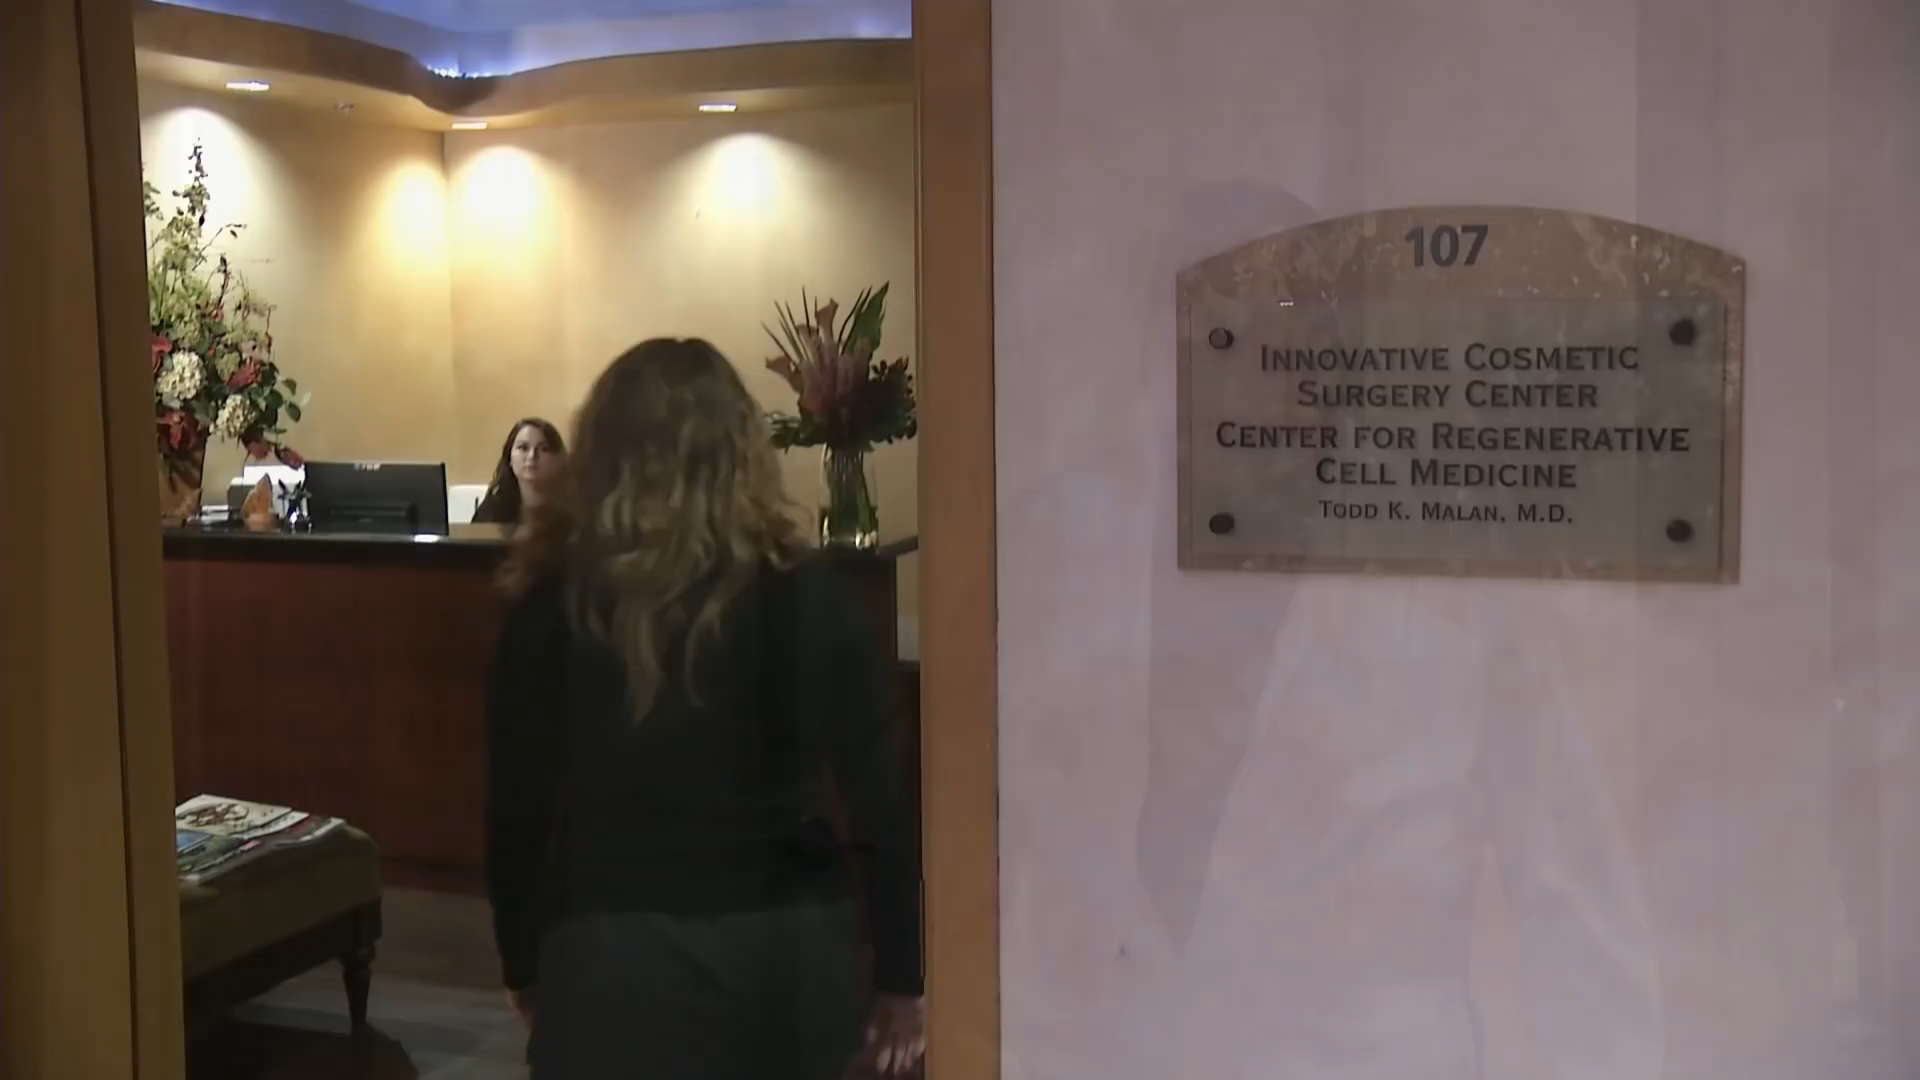 107
INNOVATIVE COSMETIC
SURGERY CENTER
CENTER FOR REGENERATIVE
CELL MEDICINE
TODD K. MALAN, M.D.